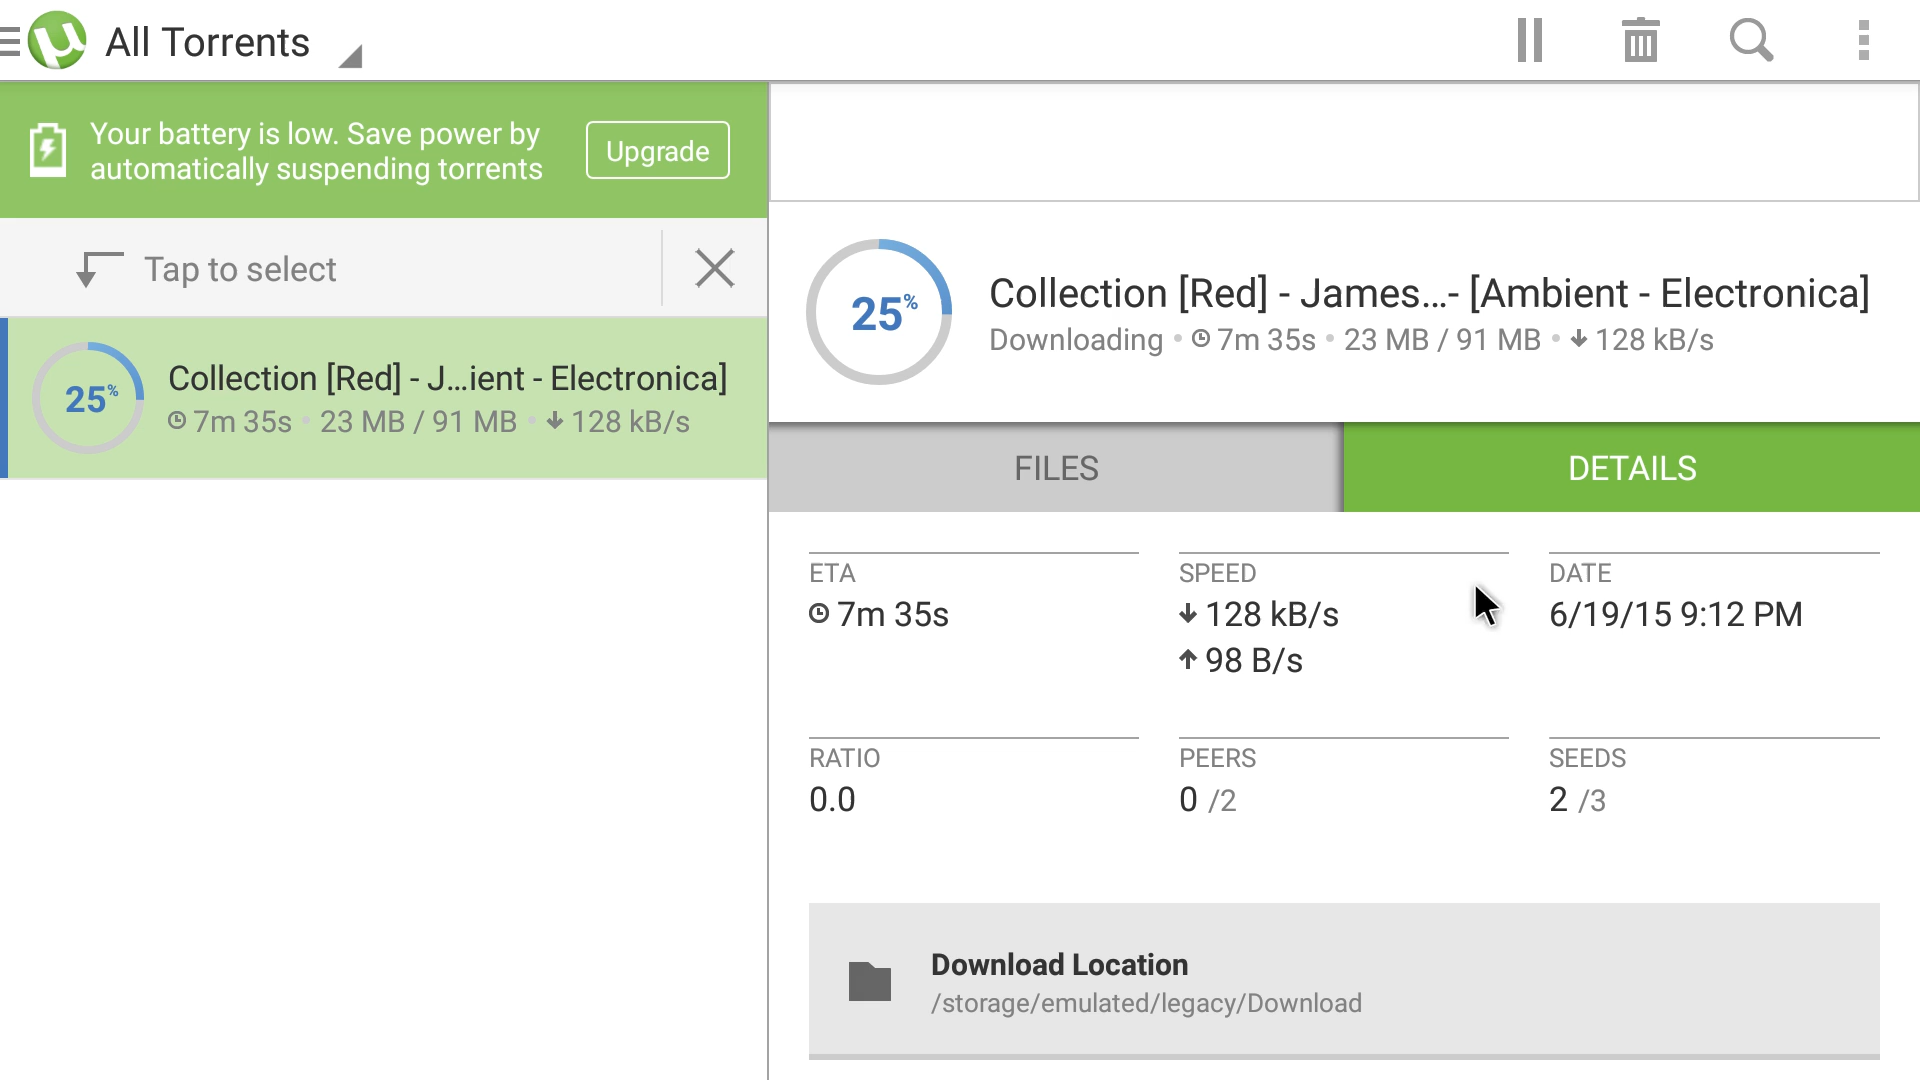 All Torrents
Your battery is low. Save power by
automatically suspending torrents
Upgrade
Tap to select
25%
Collection [Red] - J...ient - Electronica]
7m 35s • 23 MB / 91 MB • 128 kB/s
25%
Collection [Red] - James...- [Ambient - Electronica]
Downloading • 7m 35s • 23 MB / 91 MB • 128 kB/s
FILES
DETAILS
ETA
7m 35s
SPEED
128 kB/s
98 B/s
DATE
6/19/15 9:12 PM
RATIO
0.0
PEERS
0 /2
SEEDS
2 /3
Download Location
/storage/emulated/legacy/Download